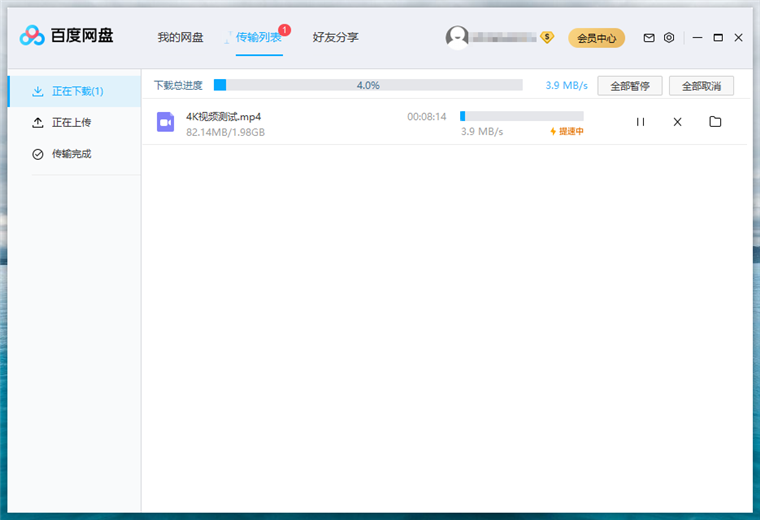 百度网盘
我的网盘
传输列表
1
好友分享
会员中心
正在下载(1)
正在上传
传输完成
下载总进度
4.0%
3.9 MB/s
全部暂停
全部取消
4K视频测试.mp4
82.14MB/1.98GB
00:08:14
3.9 MB/s
提速中